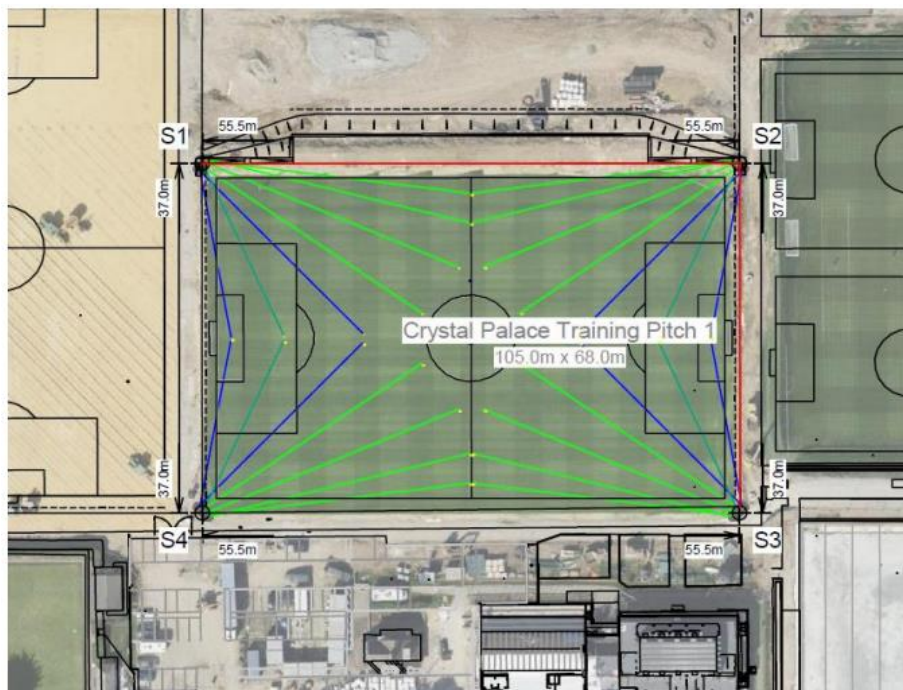 55.5m
55.5m
S1
S2
37.0m
37.0m
Crystal Palace Training Pitch 1
105.0m x 68.0m
37.0m
37.0m
S4
S3
55.5m
55.5m